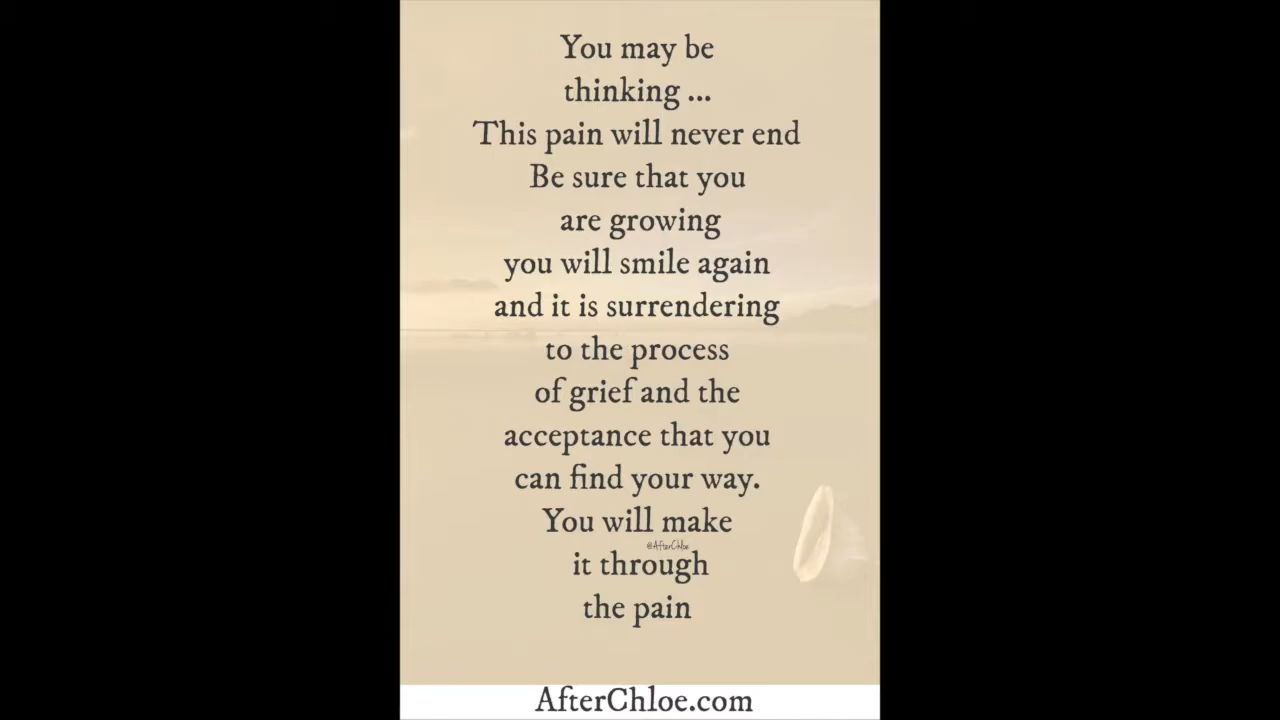 You may be
thinking ...
This pain will never end
Be sure that you
are growing
you will smile again
and it is surrendering
to the process
of grief and the
acceptance that you
can find your way.
You will make
@AfterChloe
it through
the pain
AfterChloe.com